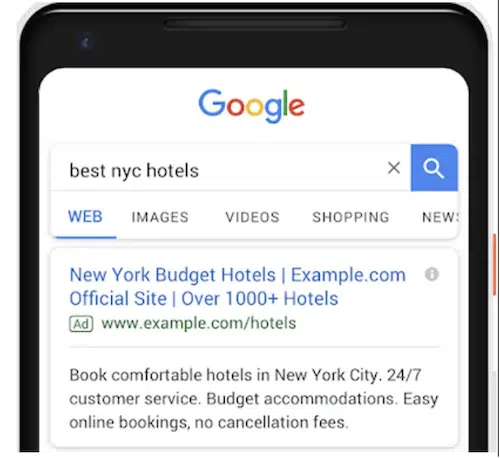 Google
best nyc hotels
WEB IMAGES VIDEOS SHOPPING NEWS
New York Budget Hotels | Example.com
Official Site | Over 1000+ Hotels
Ad www.example.com/hotels
Book comfortable hotels in New York City. 24/7
customer service. Budget accommodations. Easy
online bookings, no cancellation fees.